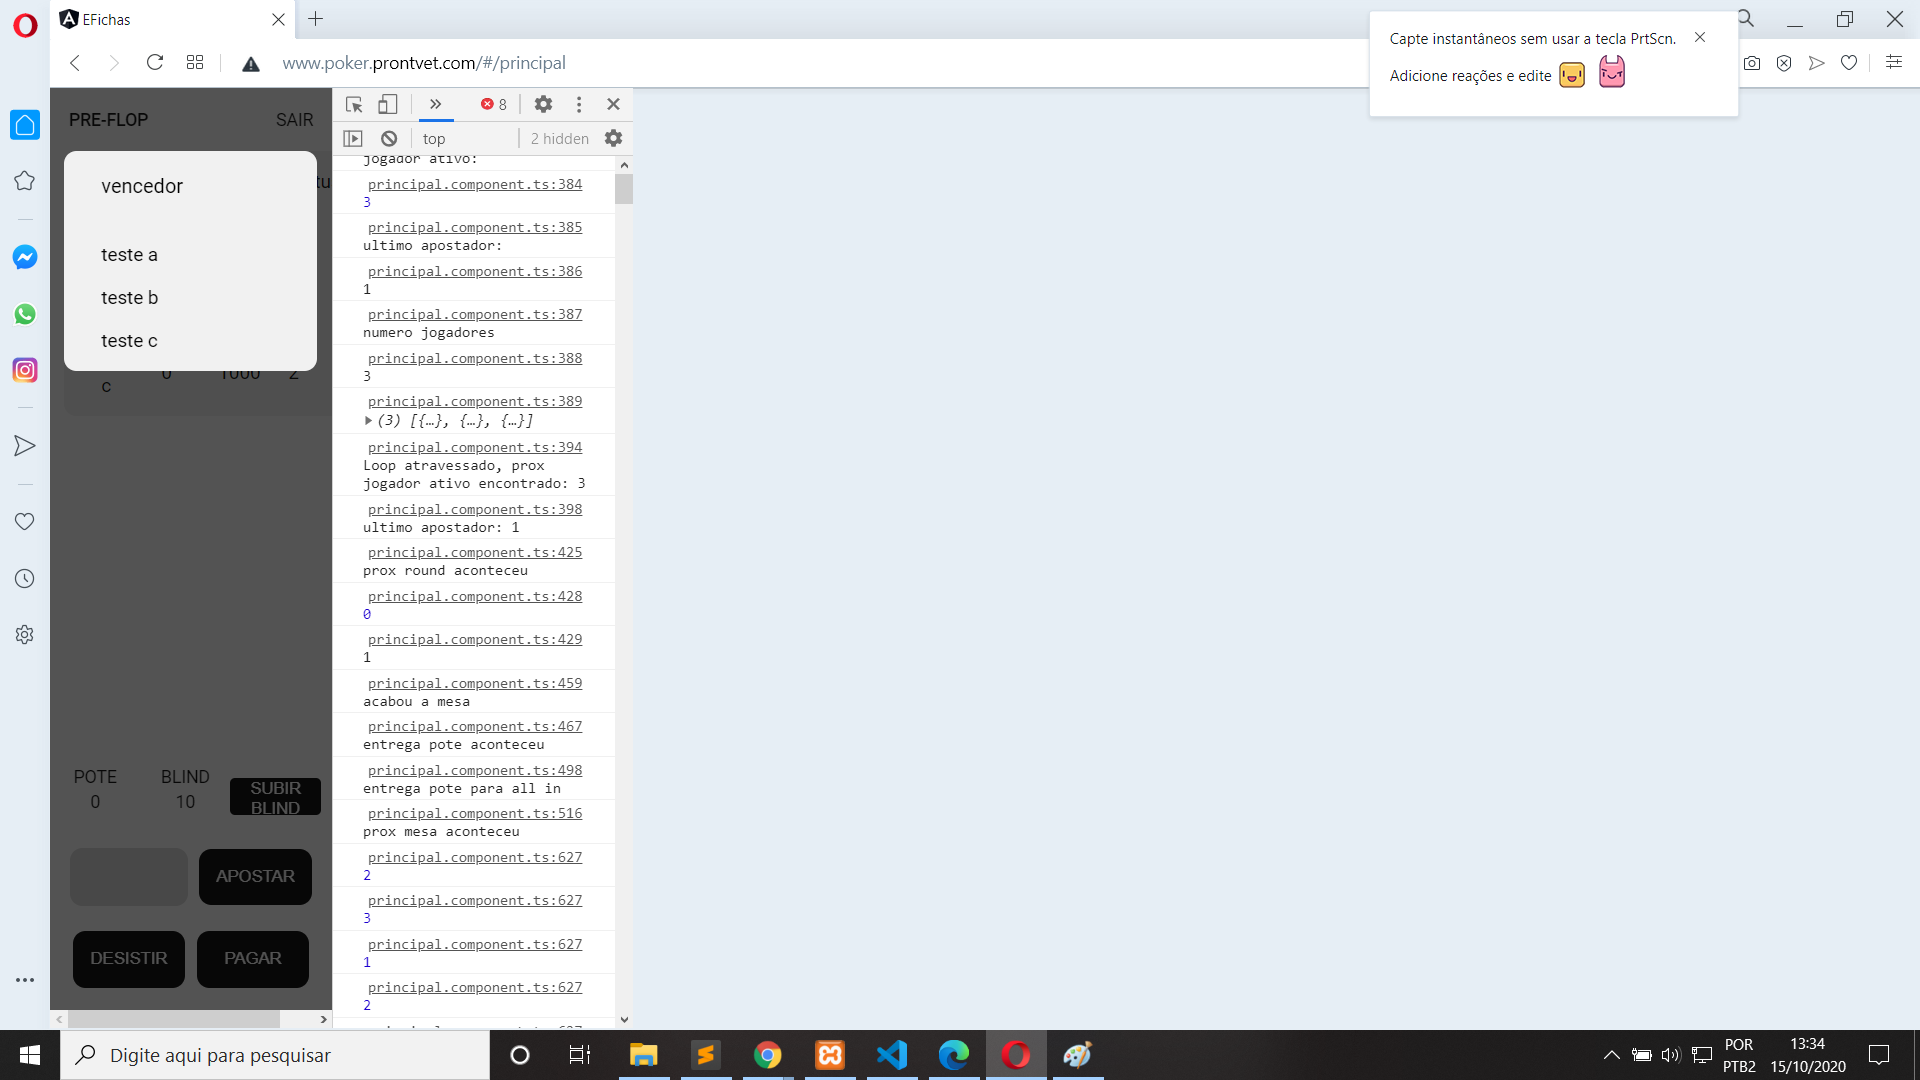 EFichas
www.poker.prontvet.com/#/principal
Capte instantâneos sem usar a tecla PrtScn.
Adicione reações e edite
PRE-FLOP
SAIR
vencedor
teste a
teste b
teste c
tu
c
0
1000
2
POTE
0
BLIND
10
SUBIR
BLIND
APOSTAR
DESISTIR
PAGAR
8
top
2 hidden
jogador ativo:
principal.component.ts:384
3
principal.component.ts:385
ultimo apostador:
principal.component.ts:386
1
principal.component.ts:387
numero jogadores
principal.component.ts:388
3
principal.component.ts:389
(3) [{…}, {…}, {…}]
principal.component.ts:394
Loop atravessado, prox
jogador ativo encontrado: 3
principal.component.ts:398
ultimo apostador: 1
principal.component.ts:425
prox round aconteceu
principal.component.ts:428
0
principal.component.ts:429
1
principal.component.ts:459
acabou a mesa
principal.component.ts:467
entrega pote aconteceu
principal.component.ts:498
entrega pote para all in
principal.component.ts:516
prox mesa aconteceu
principal.component.ts:627
2
principal.component.ts:627
3
principal.component.ts:627
1
principal.component.ts:627
2
Digite aqui para pesquisar
POR
PTB2
13:34
15/10/2020